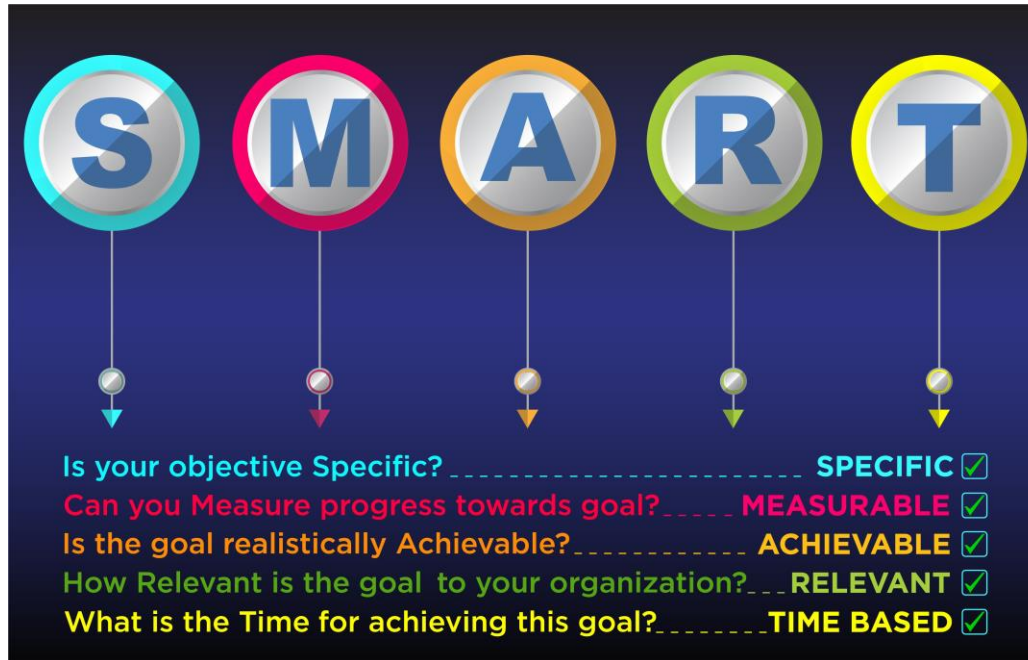 S M A R T
Is your objective Specific?_ _ _ _ _ _ _ _ _ _ _ _ _ _ _ _ _ _ _ _ _ _ _ _ SPECIFIC ☑
Can you Measure progress towards goal?_ _ _ _ _ MEASURABLE ☑
Is the goal realistically Achievable?_ _ _ _ _ _ _ _ _ _ _ _ ACHIEVABLE ☑
How Relevant is the goal to your organization?_ _ _ RELEVANT ☑
What is the Time for achieving this goal?_ _ _ _ _ _ _ _ TIME BASED ☑